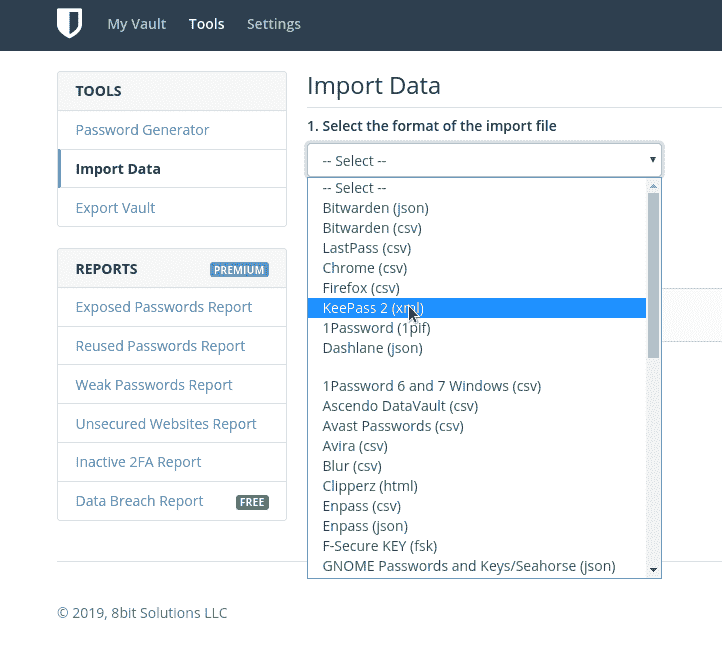 My Vault Tools Settings
TOOLS
Password Generator
Import Data
Export Vault
REPORTS PREMIUM
Exposed Passwords Report
Reused Passwords Report
Weak Passwords Report
Unsecured Websites Report
Inactive 2FA Report
Data Breach Report FREE
Import Data
1. Select the format of the import file
-- Select --
-- Select --
Bitwarden (json)
Bitwarden (csv)
LastPass (csv)
Chrome (csv)
Firefox (csv)
KeePass 2 (xml)
1Password (1pif)
Dashlane (json)
1Password 6 and 7 Windows (csv)
Ascendo DataVault (csv)
Avast Passwords (csv)
Avira (csv)
Blur (csv)
Clipperz (html)
Enpass (csv)
Enpass (json)
F-Secure KEY (fsk)
GNOME Passwords and Keys/Seahorse (json)
© 2019, 8bit Solutions LLC